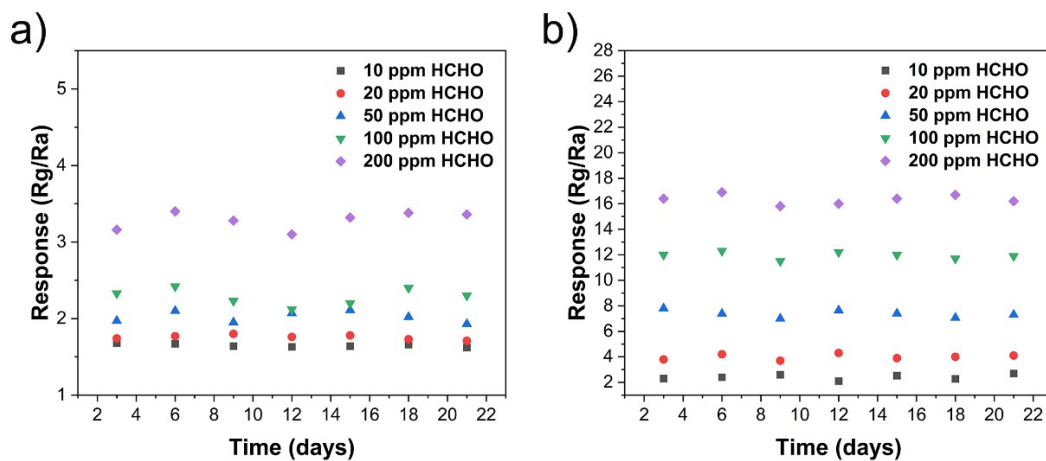 a)
Response (Rg/Ra)
5
4
3
2
1
10 ppm HCHO
20 ppm HCHO
50 ppm HCHO
100 ppm HCHO
200 ppm HCHO
2 4 6 8 10 12 14 16 18 20 22
Time (days)
b)
Response (Rg/Ra)
28
26
24
22
20
18
16
14
12
10
8
6
4
2
10 ppm HCHO
20 ppm HCHO
50 ppm HCHO
100 ppm HCHO
200 ppm HCHO
2 4 6 8 10 12 14 16 18 20 22
Time (days)